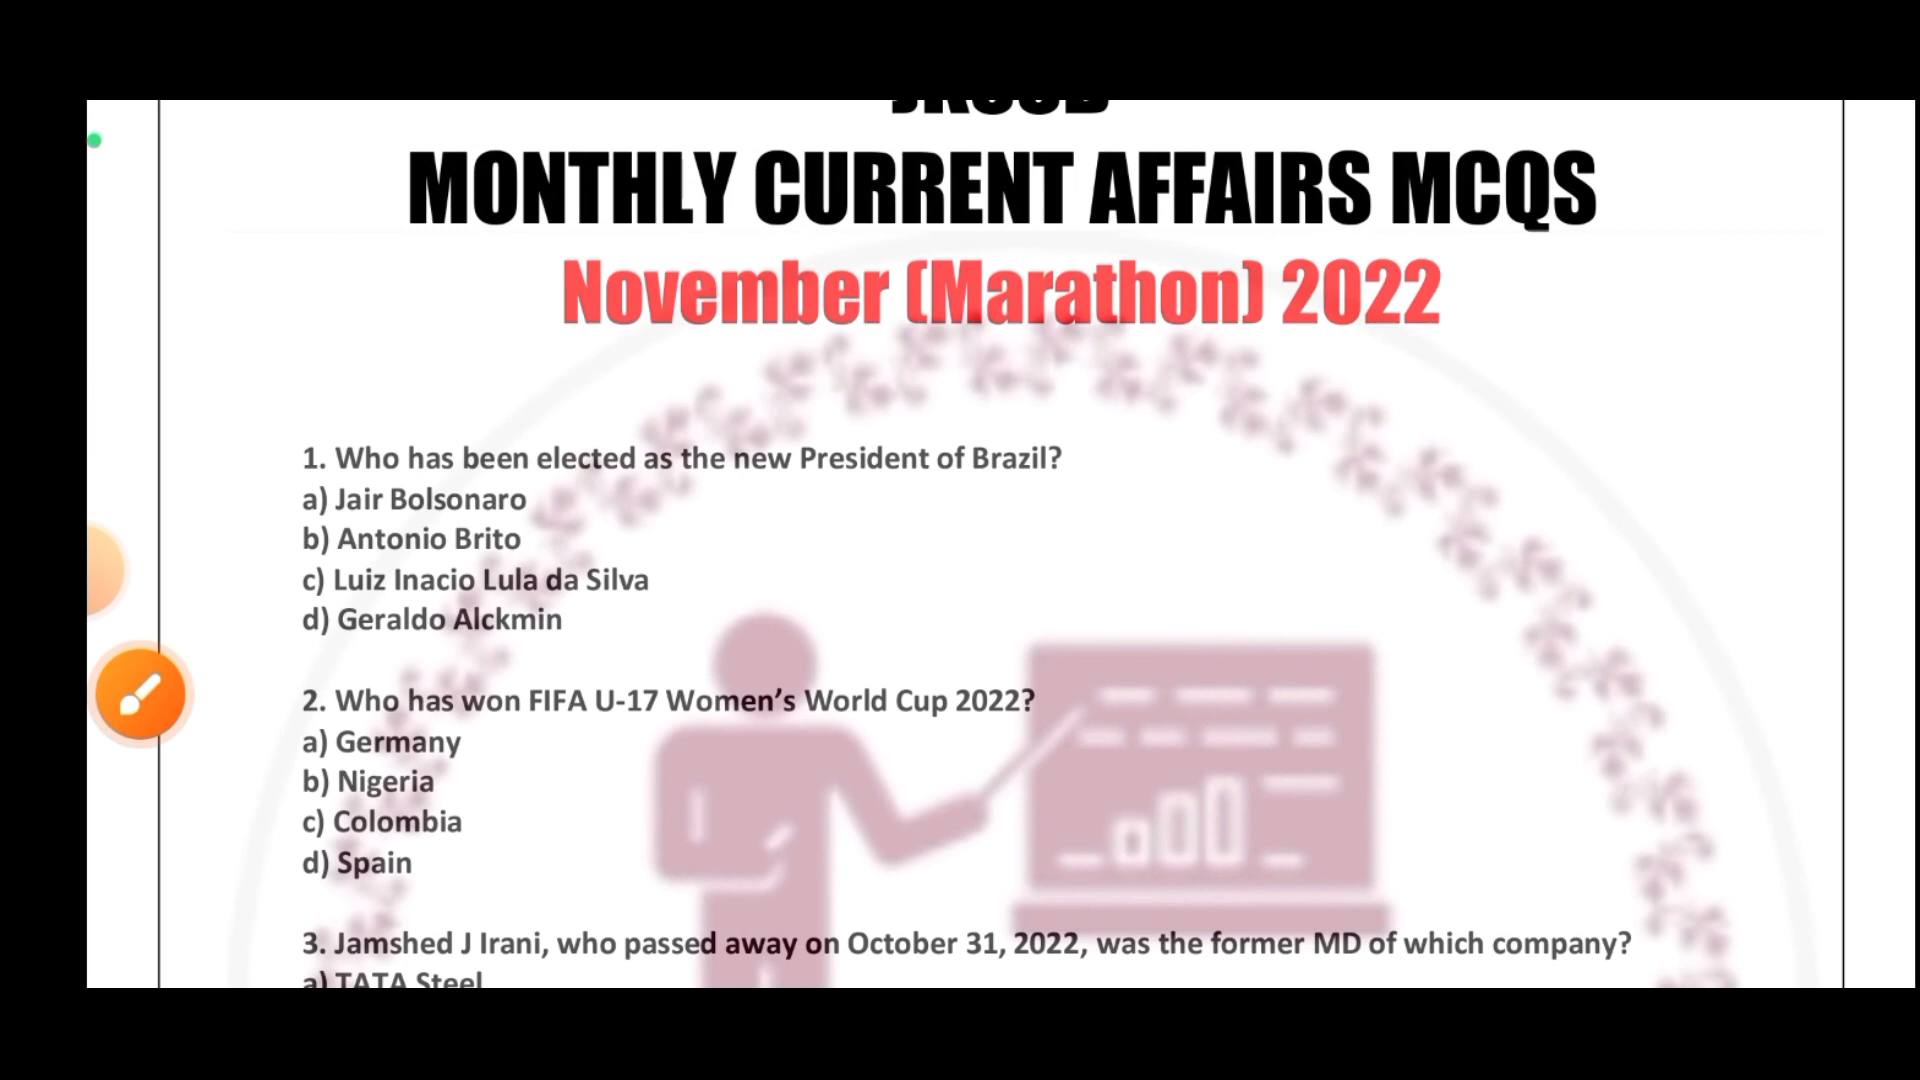 MONTHLY CURRENT AFFAIRS MCQS
November (Marathon) 2022
1. Who has been elected as the new President of Brazil?
a) Jair Bolsonaro
b) Antonio Brito
c) Luiz Inacio Lula da Silva
d) Geraldo Alckmin
2. Who has won FIFA U-17 Women's World Cup 2022?
a) Germany
b) Nigeria
c) Colombia
d) Spain
3. Jamshed J Irani, who passed away on October 31, 2022, was the former MD of which company?
a) TATA Steel